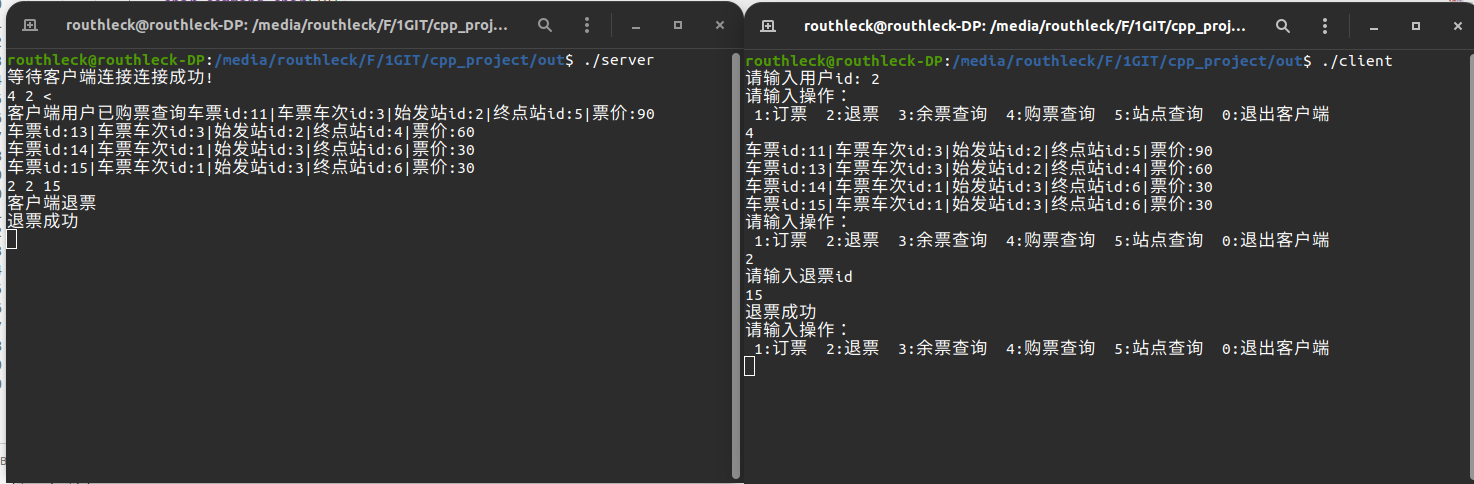 routhleck@routhleck-DP: /media/routhleck/F/1GIT/cpp_proj...
routhleck@routhleck-DP:/media/routhleck/F/1GIT/cpp_project/out$ ./server
等待客户端连接连接成功!
4 2 <
客户端用户已购票查询车票id:11|车票车次id:3|始发站id:2|终点站id:5|票价:90
车票id:13|车票车次id:3|始发站id:2|终点站id:4|票价:60
车票id:14|车票车次id:1|始发站id:3|终点站id:6|票价:30
车票id:15|车票车次id:1|始发站id:3|终点站id:6|票价:30
2 2 15
客户端退票
退票成功
routhleck@routhleck-DP: /media/routhleck/F/1GIT/cpp_proj...
routhleck@routhleck-DP:/media/routhleck/F/1GIT/cpp_project/out$ ./client
请输入用户id: 2
请输入操作：
1:订票 2:退票 3:余票查询 4:购票查询 5:站点查询 0:退出客户端
4
车票id:11|车票车次id:3|始发站id:2|终点站id:5|票价:90
车票id:13|车票车次id:3|始发站id:2|终点站id:4|票价:60
车票id:14|车票车次id:1|始发站id:3|终点站id:6|票价:30
车票id:15|车票车次id:1|始发站id:3|终点站id:6|票价:30
请输入操作：
1:订票 2:退票 3:余票查询 4:购票查询 5:站点查询 0:退出客户端
2
请输入退票id
15
退票成功
请输入操作：
1:订票 2:退票 3:余票查询 4:购票查询 5:站点查询 0:退出客户端